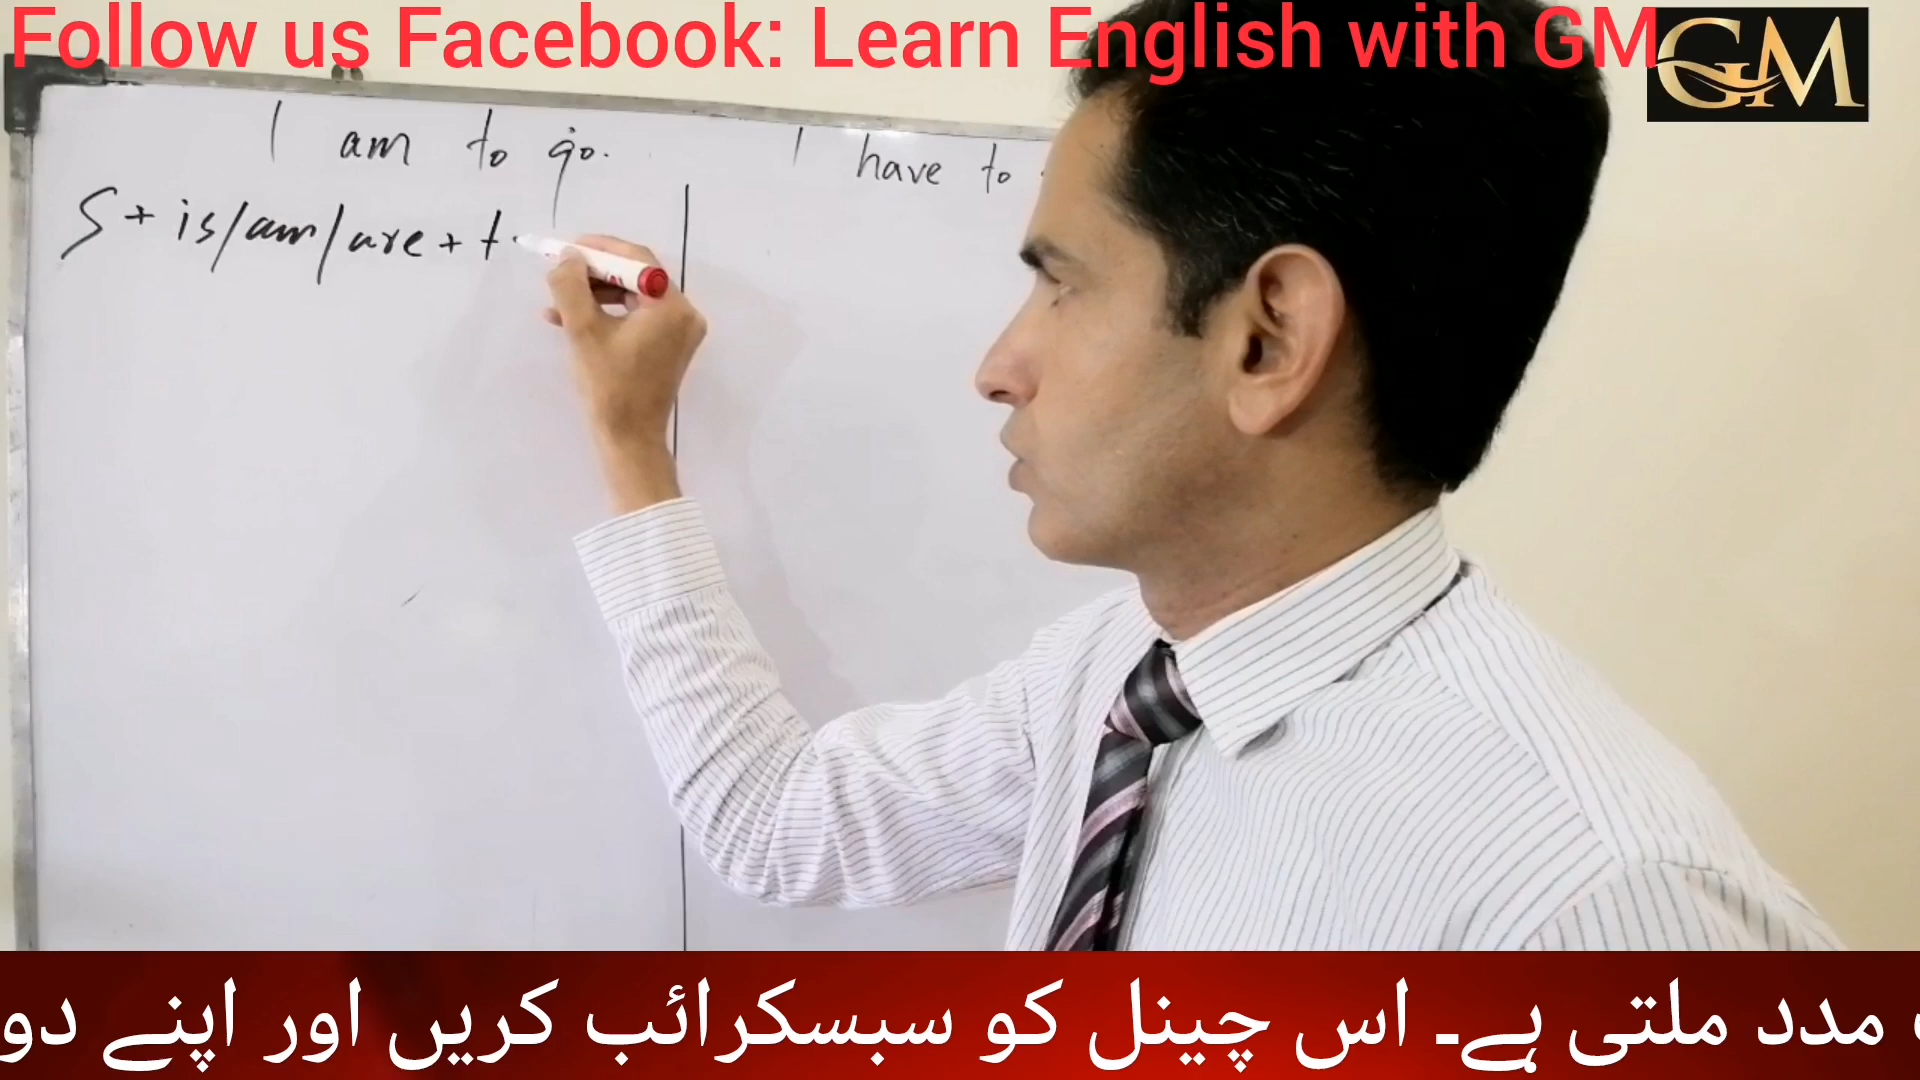 Follow us Facebook: Learn English with GM
GM
I am to go.
I have to
S + is/am/are + t
مدد ملتی ہے۔ اس چینل کو سبسکرائب کریں اور اپنے دو